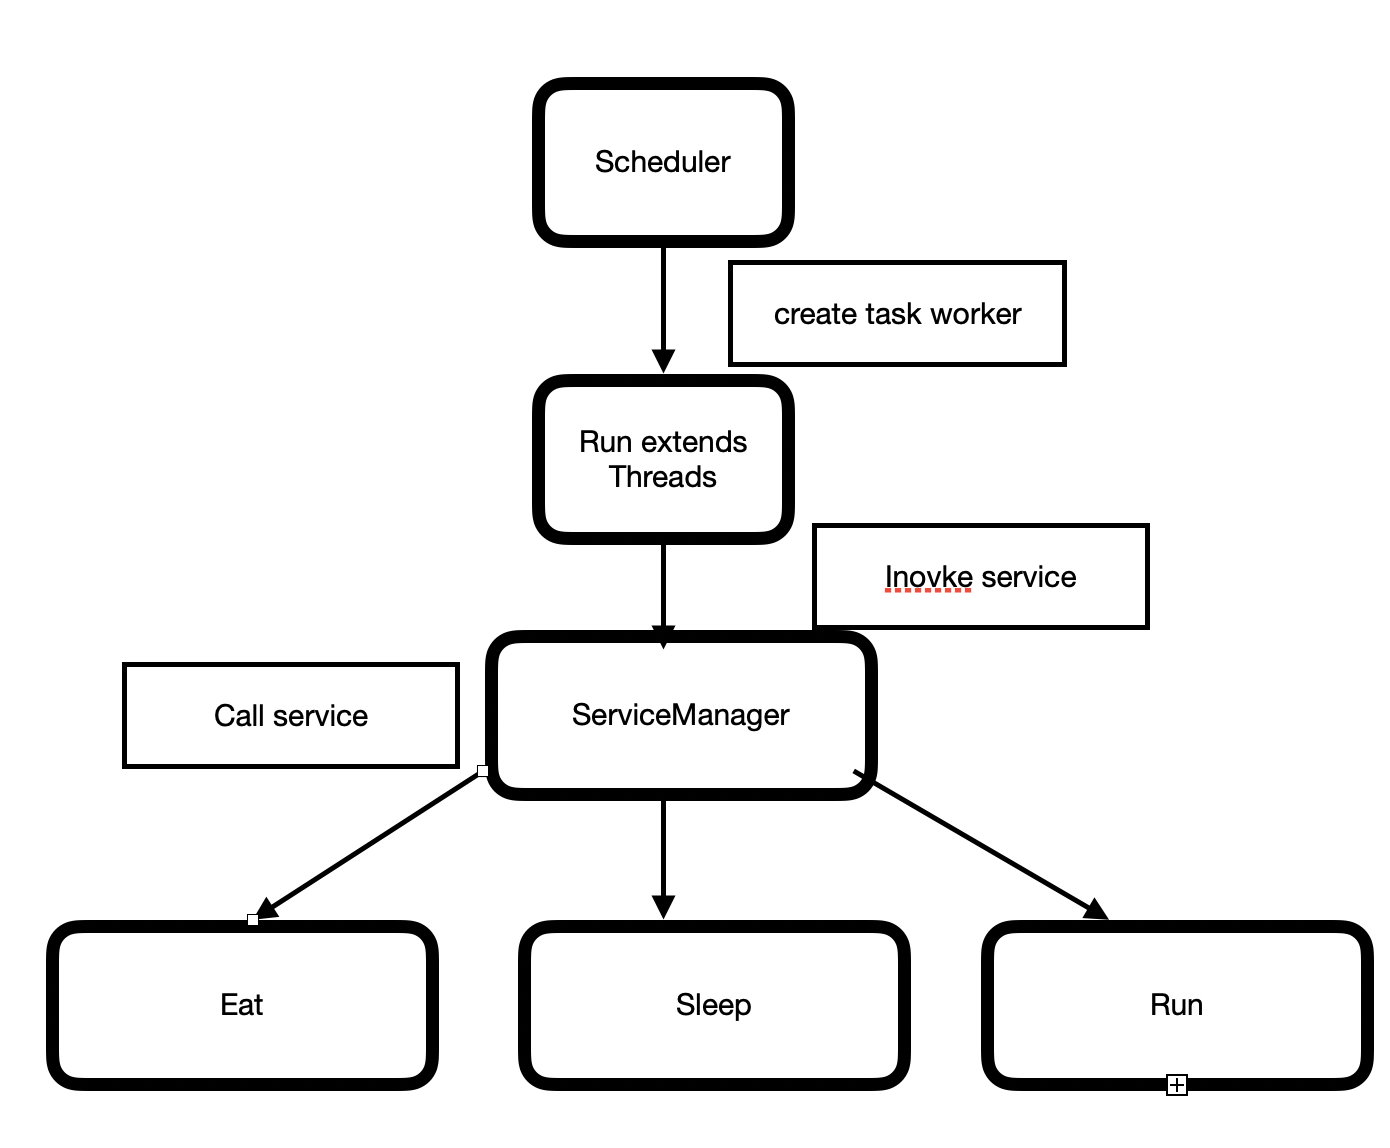 Scheduler
create task worker
Run extends
Threads
Inovke service
Call service
ServiceManager
Eat
Sleep
Run